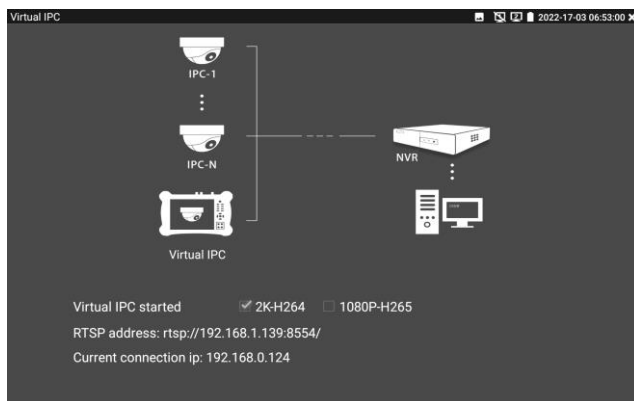 Virtual IPC 2022-17-03 06:53:00
IPC-1
IPC-N
NVR
Virtual IPC
Virtual IPC started 2K-H264 1080P-H265
RTSP address: rtsp://192.168.1.139:8554/
Current connection ip: 192.168.0.124